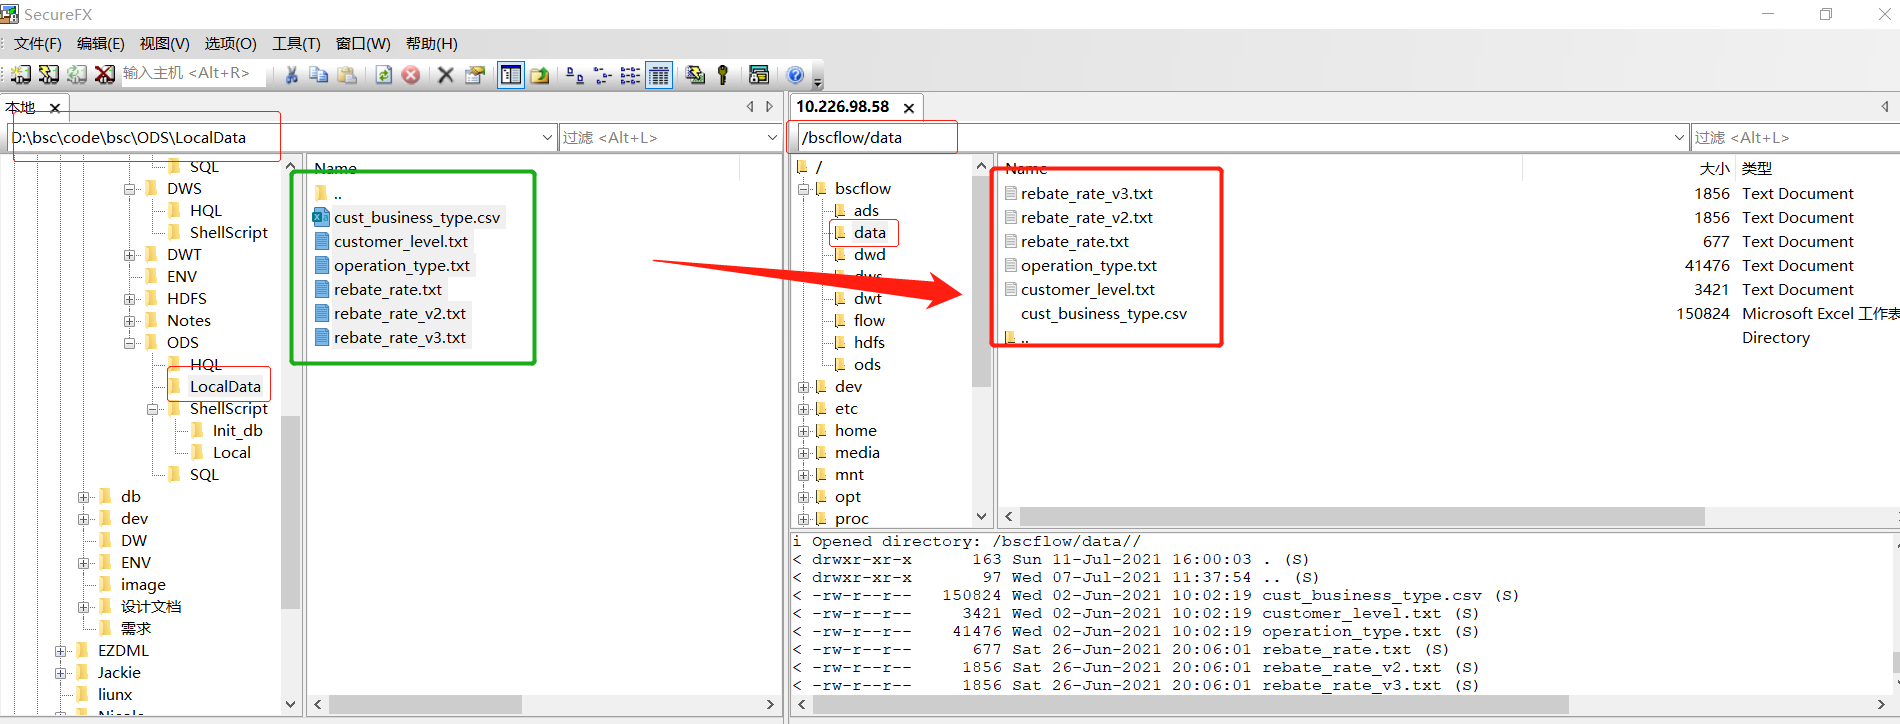 SecureFX
文件(F) 编辑(E) 视图(V) 选项(O) 工具(T) 窗口(W) 帮助(H)
输入主机 <Alt+R>
本地
D:\bsc\code\bsc\ODS\LocalData
过滤 <Alt+L>
SQL
DWS
HQL
ShellScript
DWT
ENV
HDFS
Notes
ODS
HQL
LocalData
ShellScript
Init_db
Local
SQL
db
dev
DW
ENV
image
设计文档
需求
EZDML
Jackie
liunx
Name
..
cust_business_type.csv
customer_level.txt
operation_type.txt
rebate_rate.txt
rebate_rate_v2.txt
rebate_rate_v3.txt
10.226.98.58
/bscflow/data
过滤 <Alt+L>
/
bscflow
ads
data
dwd
dws
dwt
flow
hdfs
ods
dev
etc
home
media
mnt
opt
proc
Name 大小 类型
rebate_rate_v3.txt 1856 Text Document
rebate_rate_v2.txt 1856 Text Document
rebate_rate.txt 677 Text Document
operation_type.txt 41476 Text Document
customer_level.txt 3421 Text Document
cust_business_type.csv 150824 Microsoft Excel 工作表
.. Directory
i Opened directory: /bscflow/data//
< drwxr-xr-x 163 Sun 11-Jul-2021 16:00:03 . (S)
< drwxr-xr-x 97 Wed 07-Jul-2021 11:37:54 .. (S)
< -rw-r--r-- 150824 Wed 02-Jun-2021 10:02:19 cust_business_type.csv (S)
< -rw-r--r-- 3421 Wed 02-Jun-2021 10:02:19 customer_level.txt (S)
< -rw-r--r-- 41476 Wed 02-Jun-2021 10:02:19 operation_type.txt (S)
< -rw-r--r-- 677 Sat 26-Jun-2021 20:06:01 rebate_rate.txt (S)
< -rw-r--r-- 1856 Sat 26-Jun-2021 20:06:01 rebate_rate_v2.txt (S)
< -rw-r--r-- 1856 Sat 26-Jun-2021 20:06:01 rebate_rate_v3.txt (S)